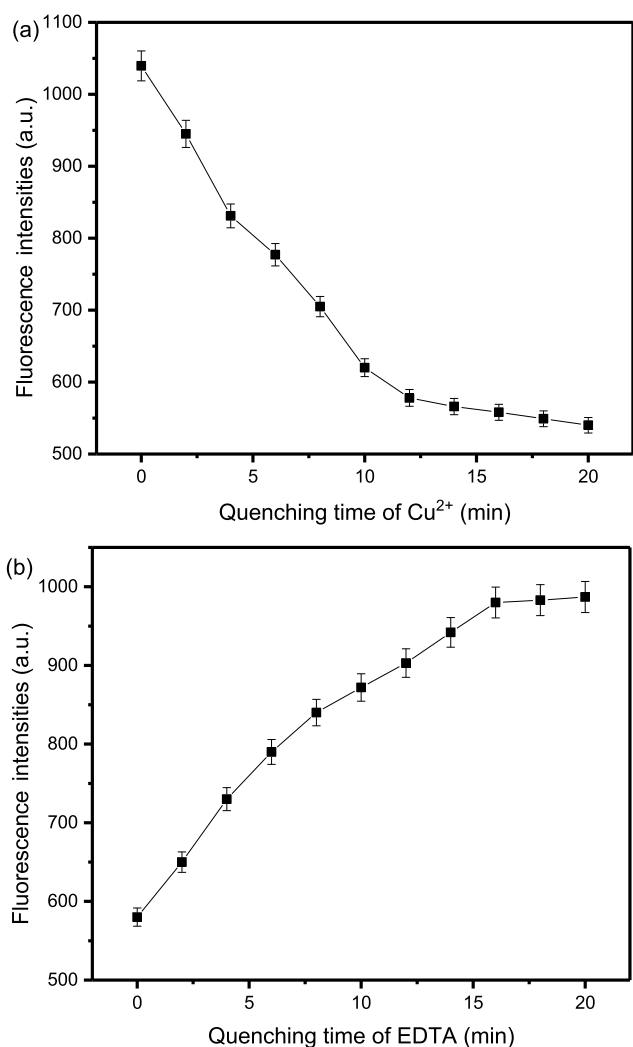 (a)
1100
1000
900
800
700
600
500
0 5 10 15 20
Fluorescence intensities (a.u.)
Quenching time of Cu²⁺ (min)
(b)
1000
900
800
700
600
500
0 5 10 15 20
Fluorescence intensities (a.u.)
Quenching time of EDTA (min)